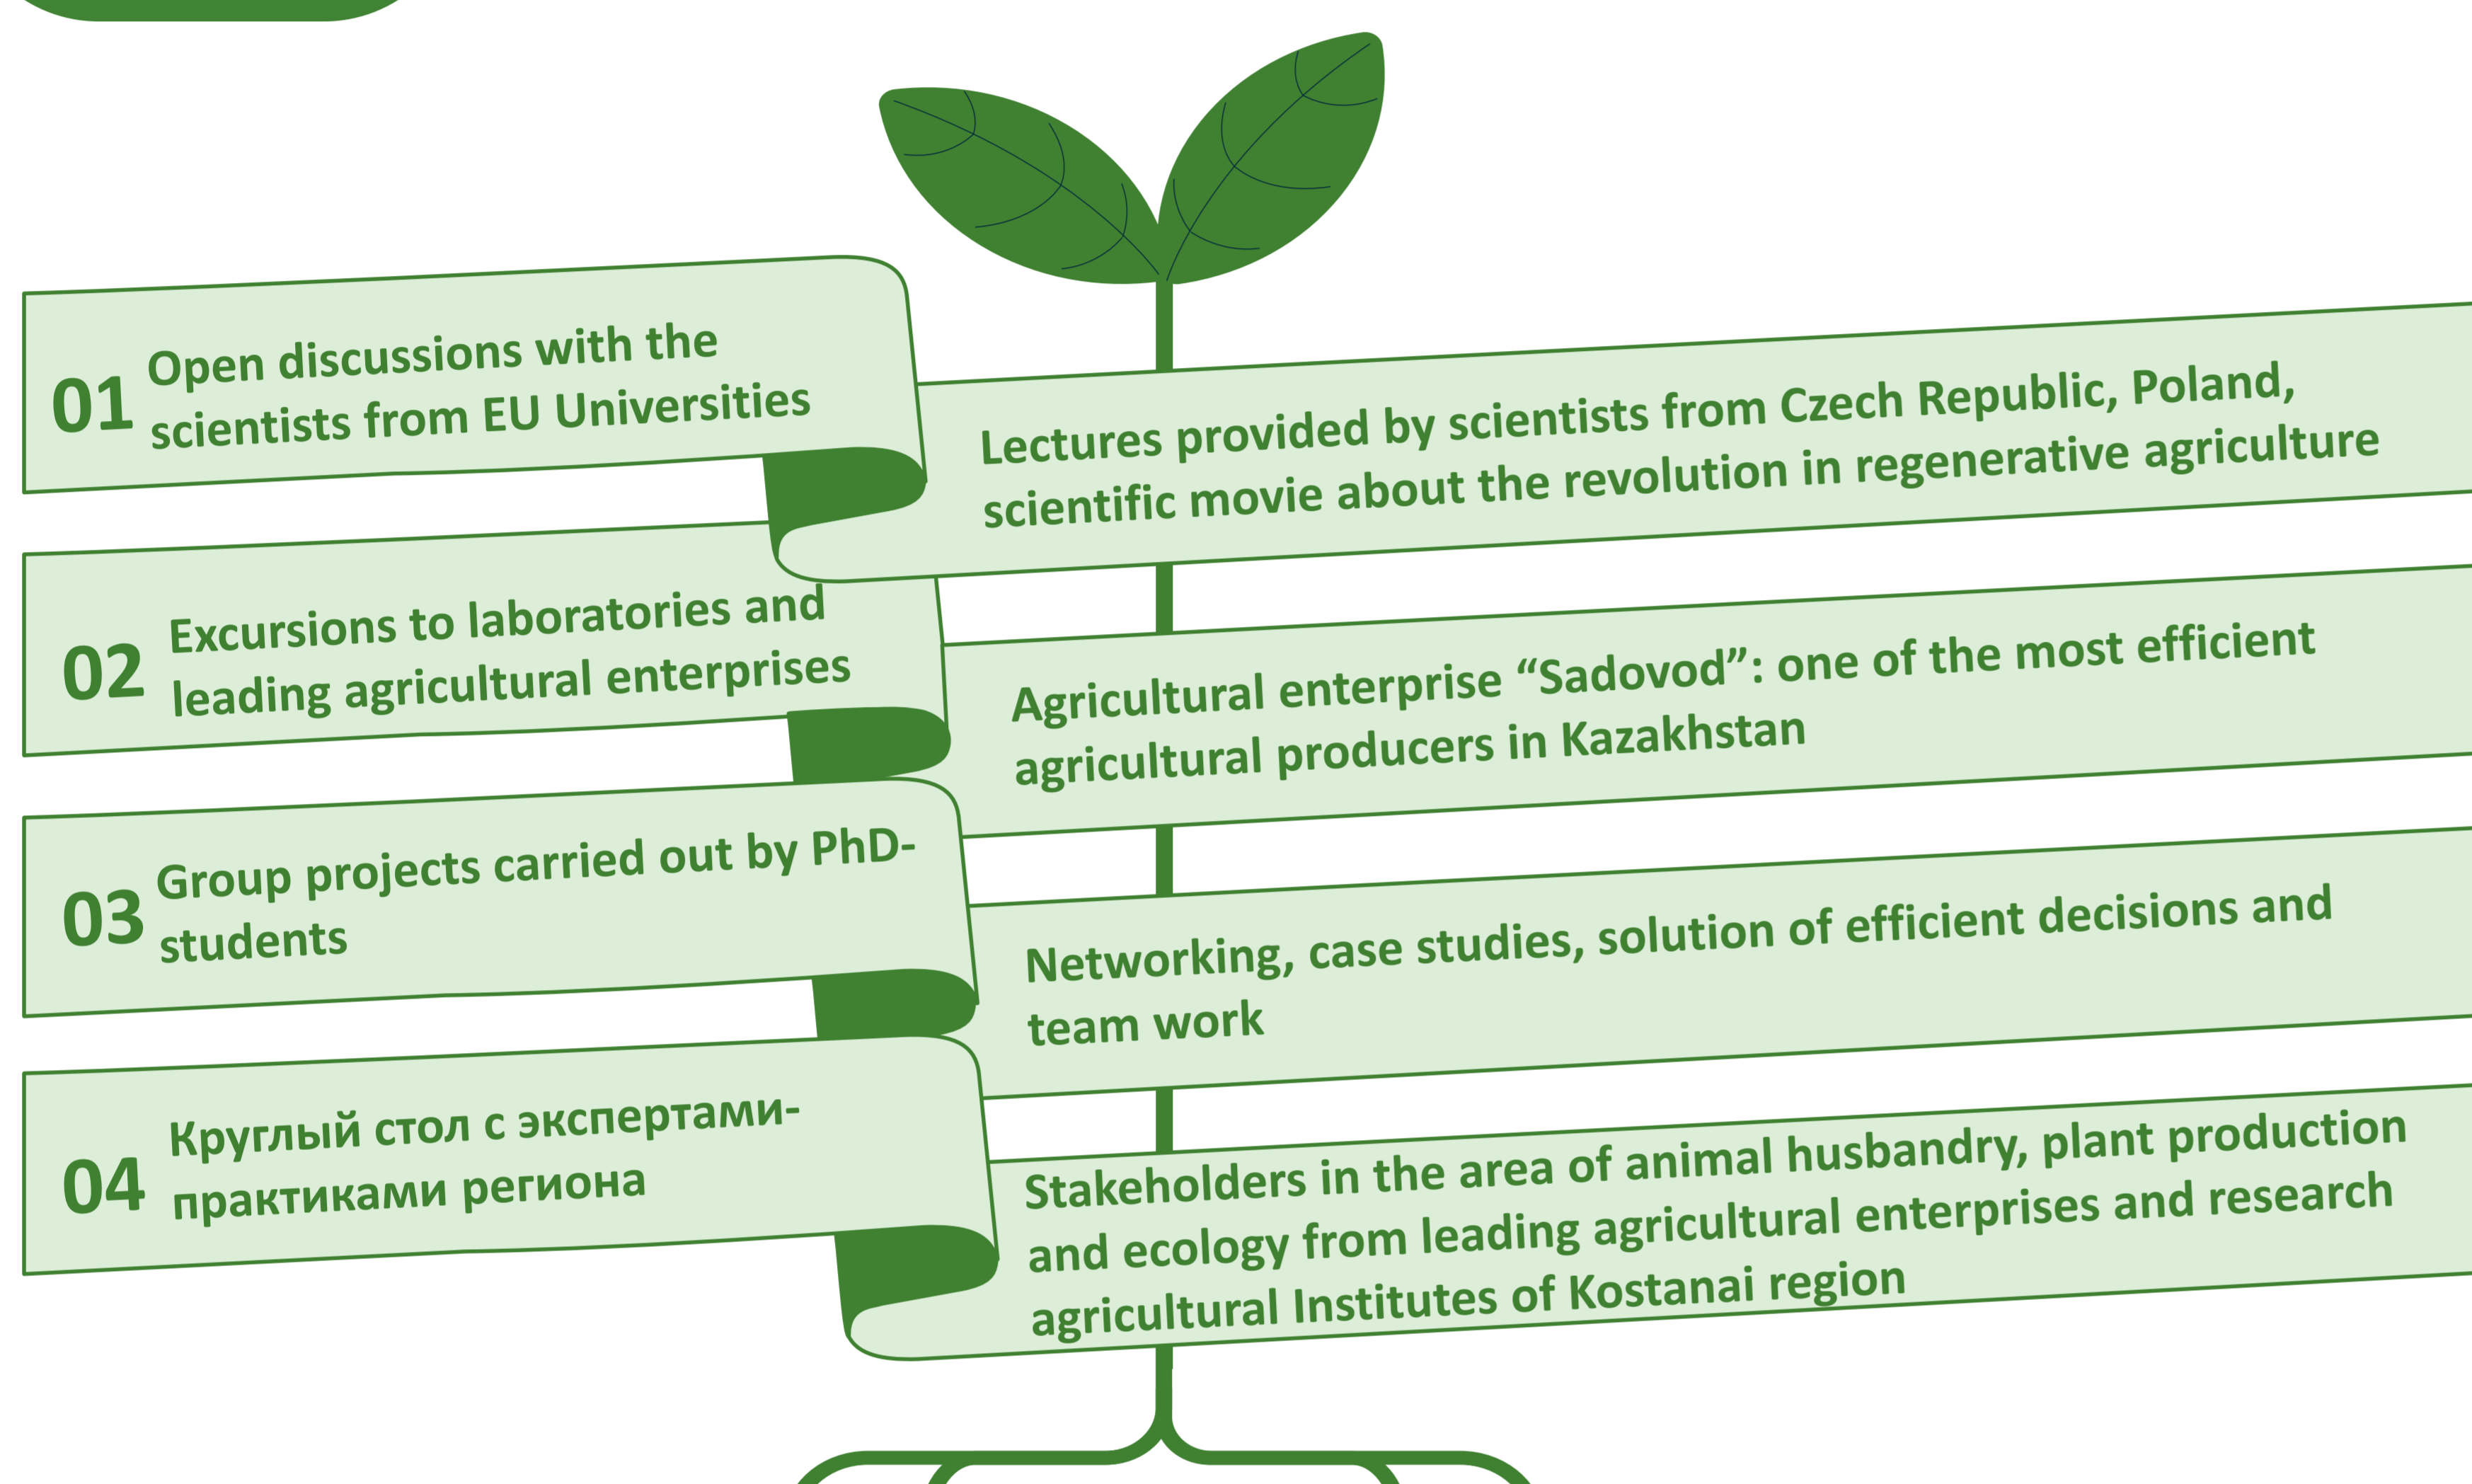 01
Open discussions with the
scientists from EU Universities
Lectures provided by scientists from Czech Republic, Poland,
scientific movie about the revolution in regenerative agriculture
02
Excursions to laboratories and
leading agricultural enterprises
Agricultural enterprise “Sadovod”: one of the most efficient
agricultural producers in Kazakhstan
03
Group projects carried out by PhD-
students
Networking, case studies, solution of efficient decisions and
team work
04
Круглый стол с экспертами-
практиками региона
Stakeholders in the area of animal husbandry, plant production
and ecology from leading agricultural enterprises and research
agricultural Institutes of Kostanai region